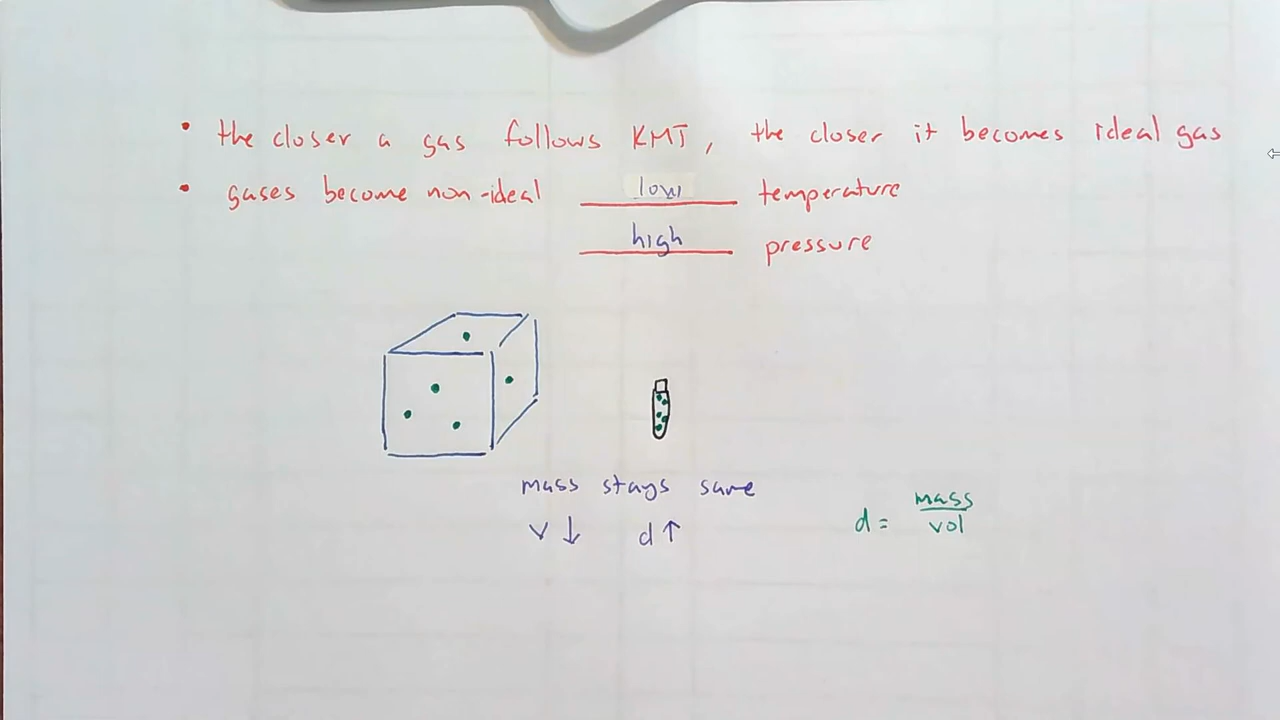 • the closer a gas follows KMT, the closer it becomes ideal gas
• gases become non-ideal low temperature
high pressure
mass stays same
v ↓ d ↑
d = mass
vol